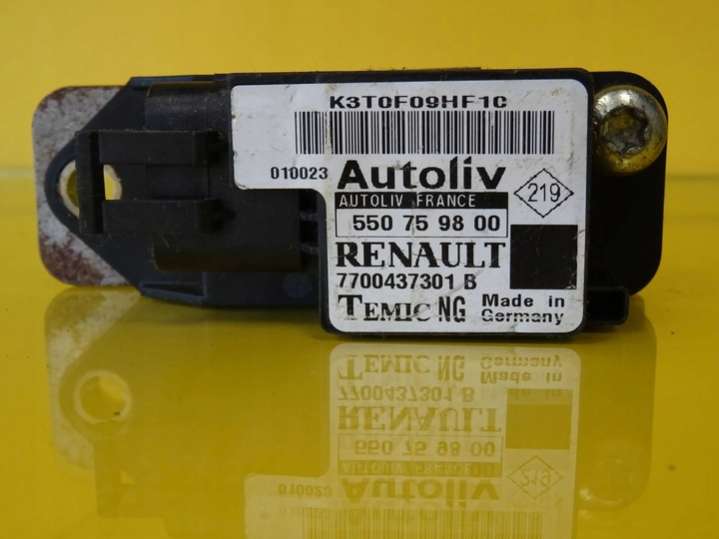 K3T0F09HF1C
010023 Autoliv
AUTOLIV FRANCE
219
550 75 98 00
RENAULT
7700437301 B
TEMIC NG
Made in
Germany